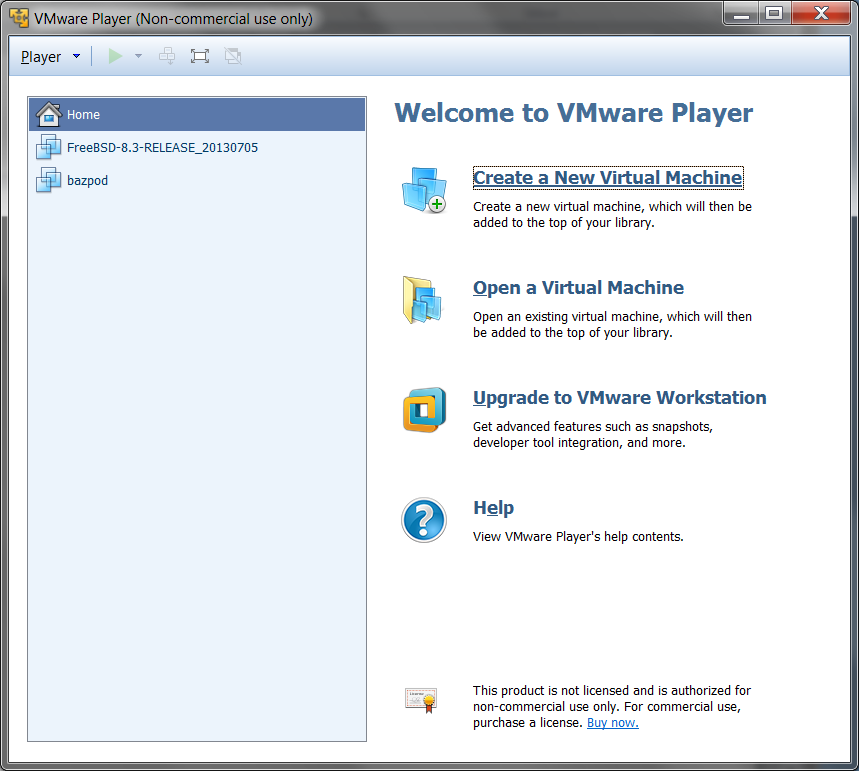 VMware Player (Non-commercial use only)
Player
Home
FreeBSD-8.3-RELEASE_20130705
bazpod
Welcome to VMware Player
Create a New Virtual Machine
Create a new virtual machine, which will then be
added to the top of your library.
Open a Virtual Machine
Open an existing virtual machine, which will then
be added to the top of your library.
Upgrade to VMware Workstation
Get advanced features such as snapshots,
developer tool integration, and more.
Help
View VMware Player's help contents.
This product is not licensed and is authorized for
non-commercial use only. For commercial use,
purchase a license. Buy now.